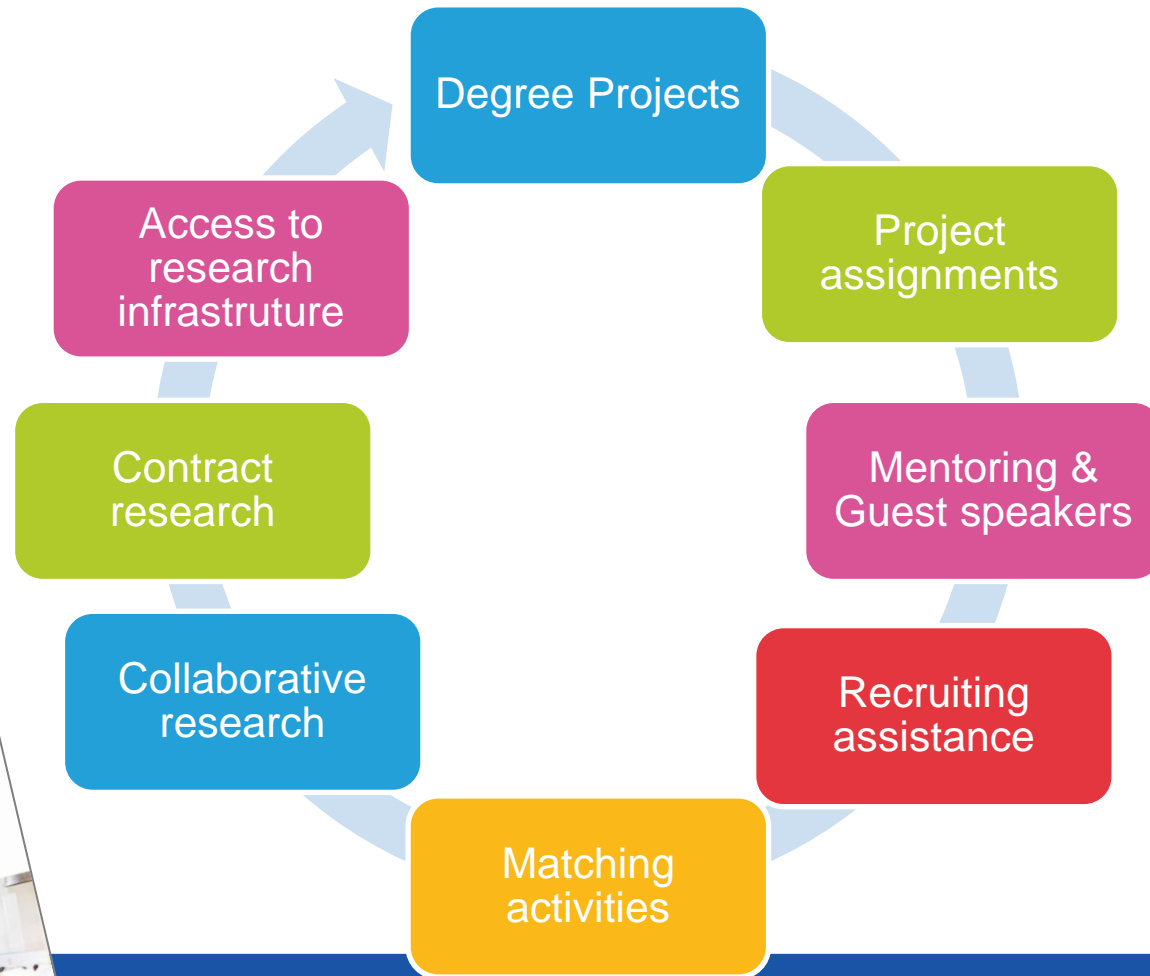 Degree Projects
Project
assignments
Mentoring &
Guest speakers
Recruiting
assistance
Matching
activities
Collaborative
research
Contract
research
Access to
research
infrastruture